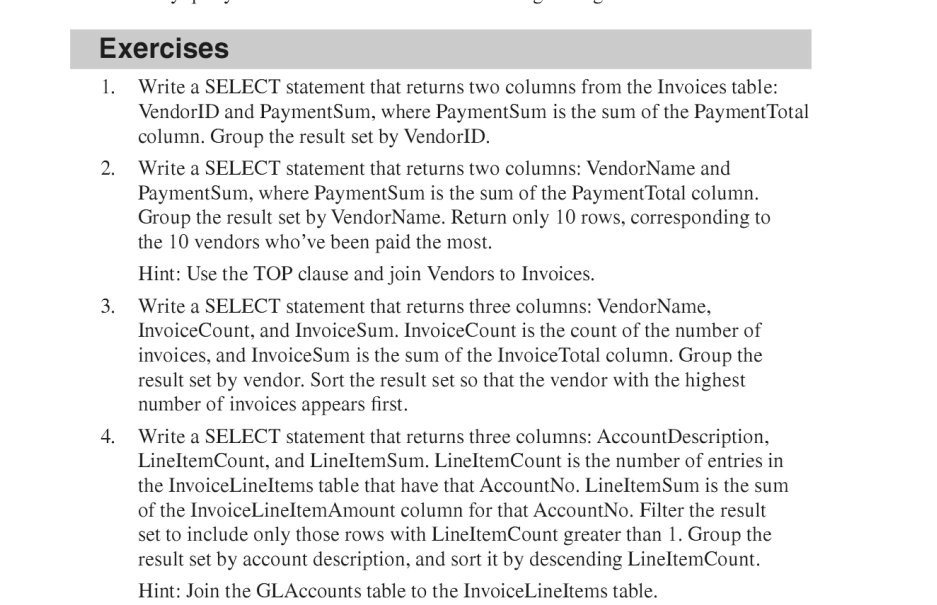 Exercises
1. Write a SELECT statement that returns two columns from the Invoices table:
VendorID and PaymentSum, where PaymentSum is the sum of the PaymentTotal
column. Group the result set by VendorID.
2. Write a SELECT statement that returns two columns: VendorName and
PaymentSum, where PaymentSum is the sum of the PaymentTotal column.
Group the result set by VendorName. Return only 10 rows, corresponding to
the 10 vendors who’ve been paid the most.
Hint: Use the TOP clause and join Vendors to Invoices.
3. Write a SELECT statement that returns three columns: VendorName,
InvoiceCount, and InvoiceSum. InvoiceCount is the count of the number of
invoices, and InvoiceSum is the sum of the InvoiceTotal column. Group the
result set by vendor. Sort the result set so that the vendor with the highest
number of invoices appears first.
4. Write a SELECT statement that returns three columns: AccountDescription,
LineItemCount, and LineItemSum. LineItemCount is the number of entries in
the InvoiceLineItems table that have that AccountNo. LineItemSum is the sum
of the InvoiceLineItemAmount column for that AccountNo. Filter the result
set to include only those rows with LineItemCount greater than 1. Group the
result set by account description, and sort it by descending LineItemCount.
Hint: Join the GLAccounts table to the InvoiceLineItems table.